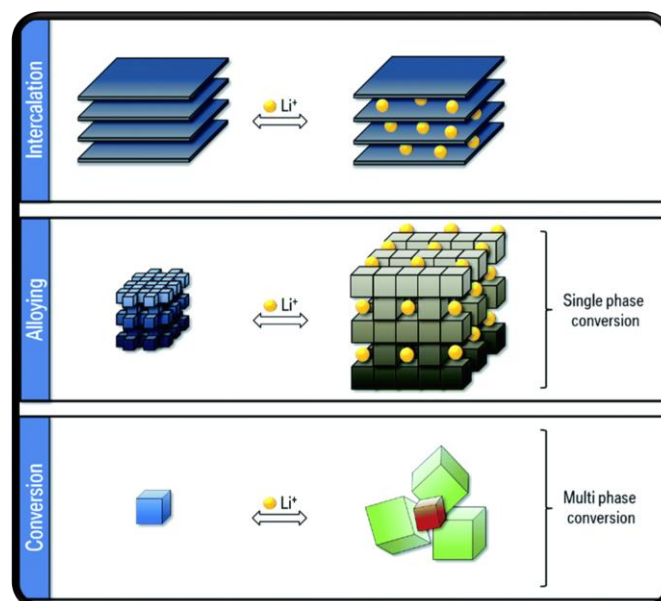 Intercalation
Li⁺
Alloying
Li⁺
Single phase
conversion
Conversion
Li⁺
Multi phase
conversion